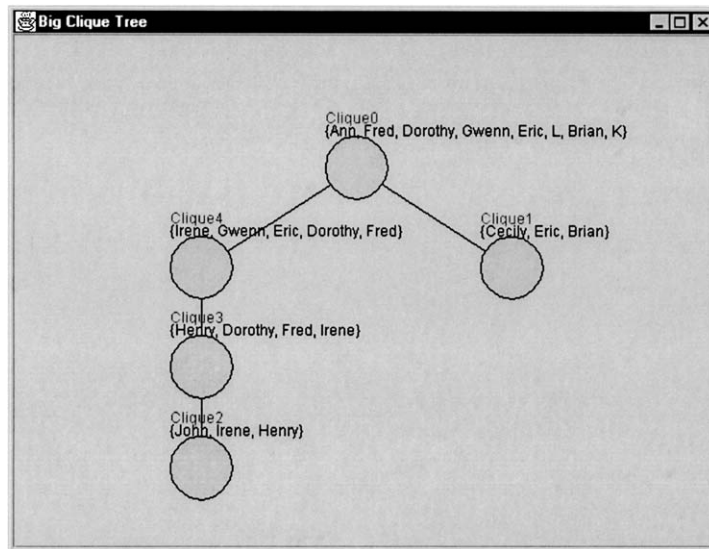 Big Clique Tree
Clique0
{Ann, Fred, Dorothy, Gwenn, Eric, L, Brian, K}
Clique4
{Irene, Gwenn, Eric, Dorothy, Fred}
Clique1
{Cecily, Eric, Brian}
Clique3
{Henry, Dorothy, Fred, Irene}
Clique2
{John, Irene, Henry}